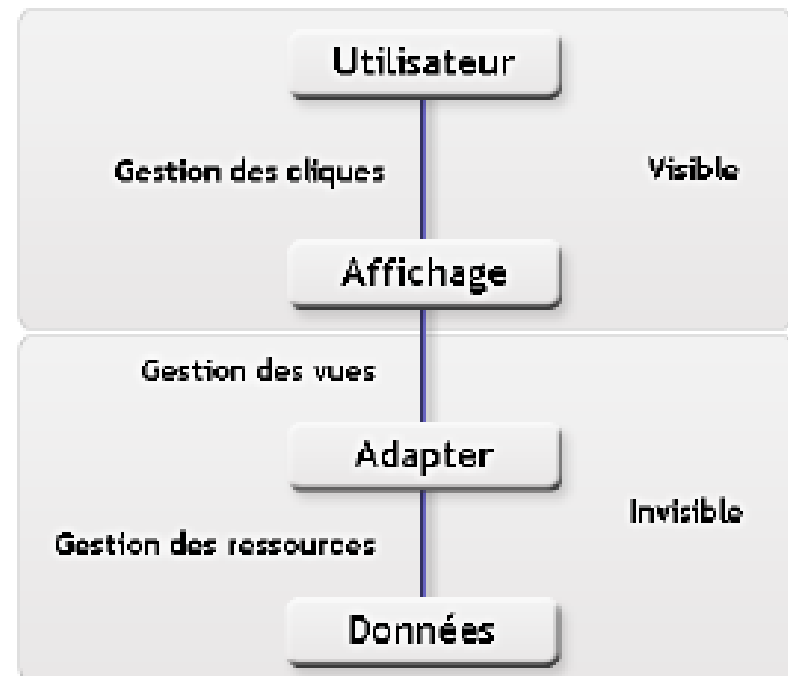 Utilisateur
Gestion des cliques
Visible
Affichage
Gestion des vues
Adapter
Invisible
Gestion des ressources
Données